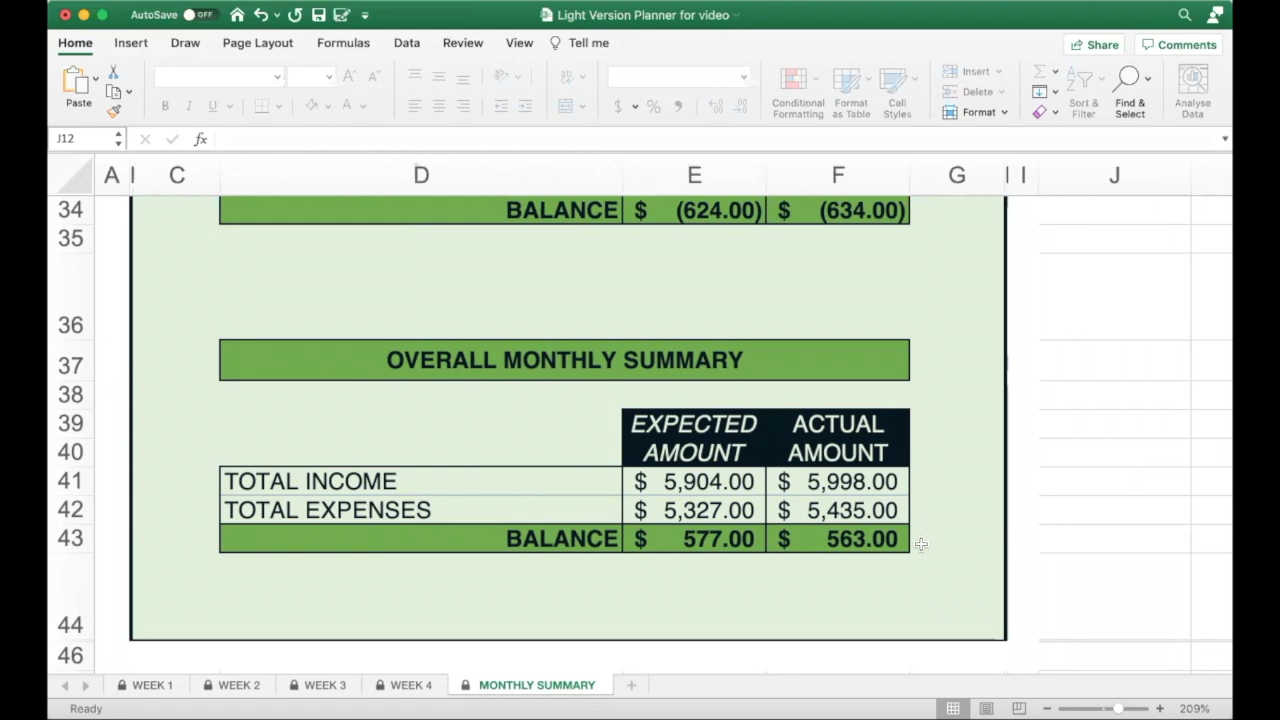 AutoSave OFF
Light Version Planner for video
Home Insert Draw Page Layout Formulas Data Review View Tell me
Share Comments
Paste
B I U
A A
$ %
Conditional Formatting
Format as Table
Cell Styles
Insert
Delete
Format
Sort & Filter
Find & Select
Analyse Data
J12 fx
A C D E F G I J
34 BALANCE $ (624.00) $ (634.00)
35
36
37 OVERALL MONTHLY SUMMARY
38
39 EXPECTED ACTUAL
40 AMOUNT AMOUNT
41 TOTAL INCOME $ 5,904.00 $ 5,998.00
42 TOTAL EXPENSES $ 5,327.00 $ 5,435.00
43 BALANCE $ 577.00 $ 563.00
44
46
WEEK 1 WEEK 2 WEEK 3 WEEK 4 MONTHLY SUMMARY +
Ready 209%